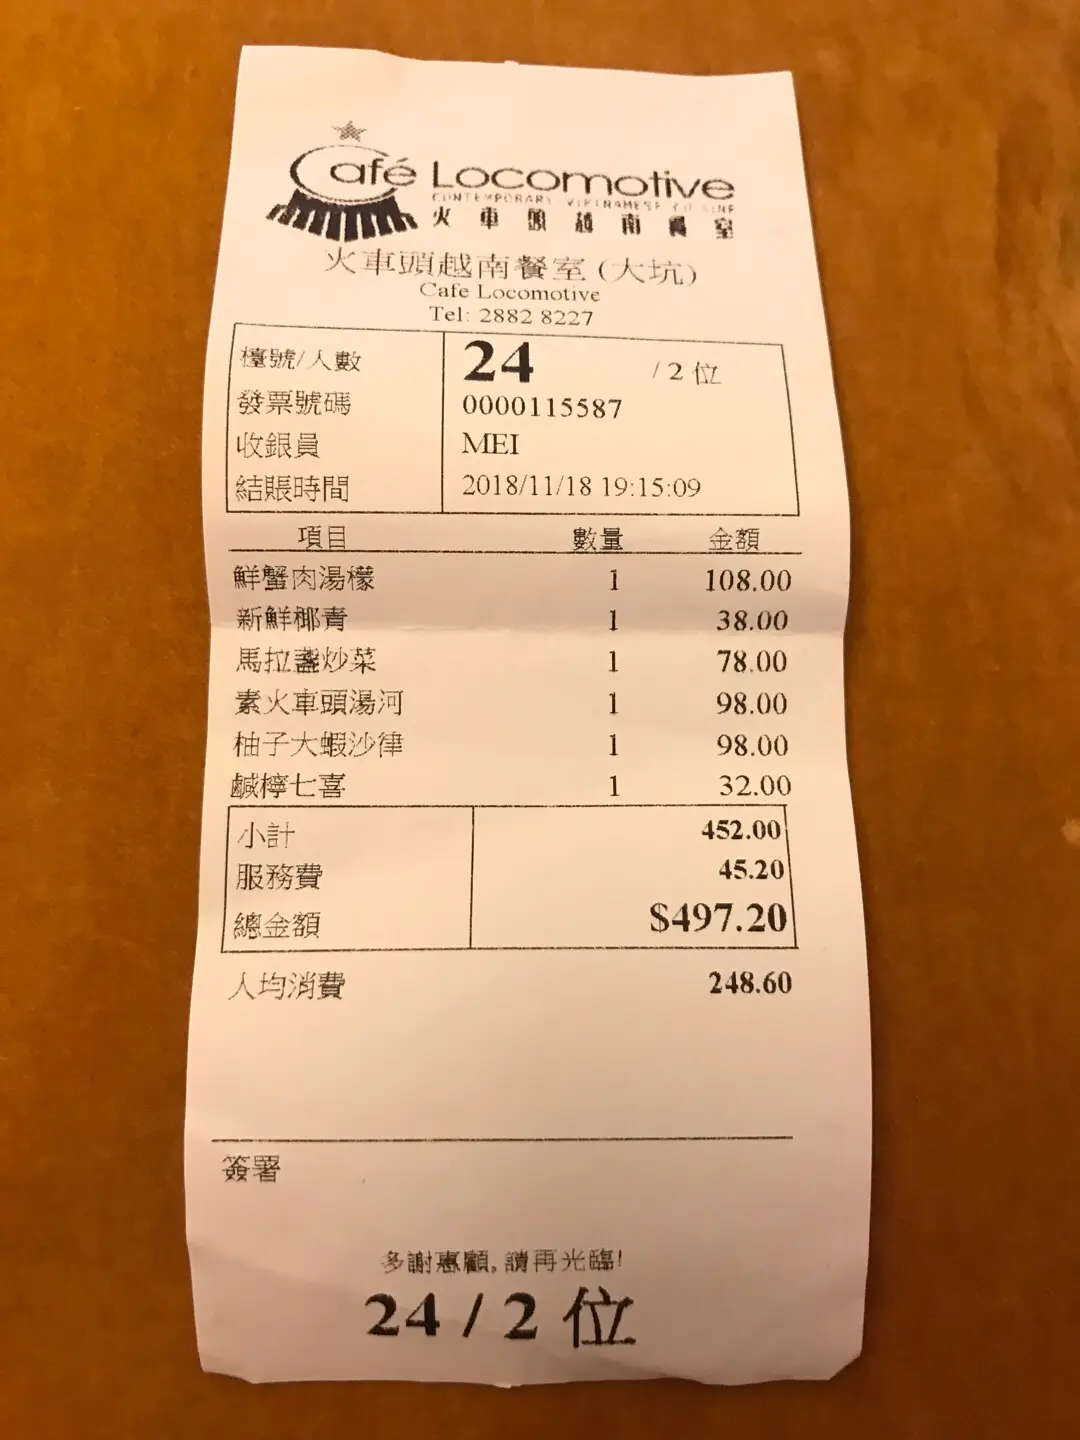 Café Locomotive
CONTEMPORARY VIETNAMESE CUISINE
火車頭越南餐室
火車頭越南餐室(大坑)
Cafe Locomotive
Tel: 2882 8227
檯號/人數 24 / 2 位
發票號碼 0000115587
收銀員 MEI
結賬時間 2018/11/18 19:15:09
項目 數量 金額
鮮蟹肉湯檬 1 108.00
新鮮椰青 1 38.00
馬拉盞炒菜 1 78.00
素火車頭湯河 1 98.00
柚子大蝦沙律 1 98.00
鹹檸七喜 1 32.00
小計 452.00
服務費 45.20
總金額 $497.20
人均消費 248.60
簽署
多謝惠顧, 請再光臨!
24 / 2 位